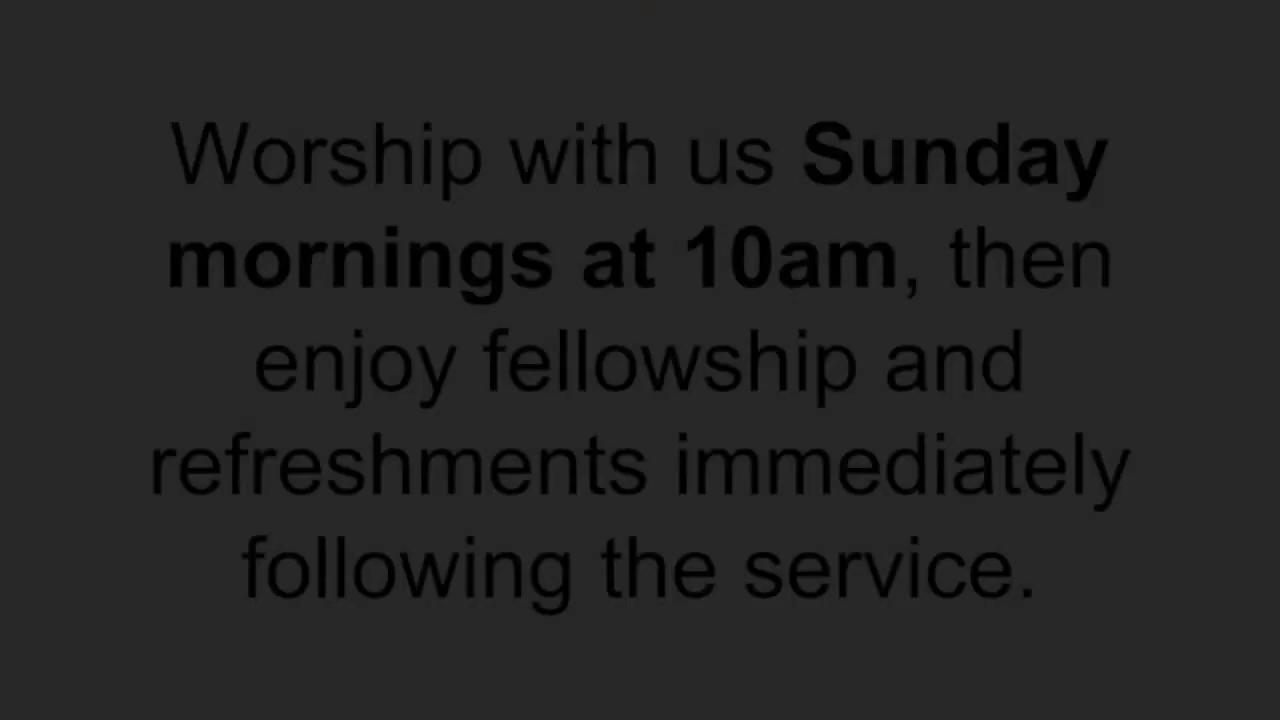 Worship with us Sunday
mornings at 10am, then
enjoy fellowship and
refreshments immediately
following the service.